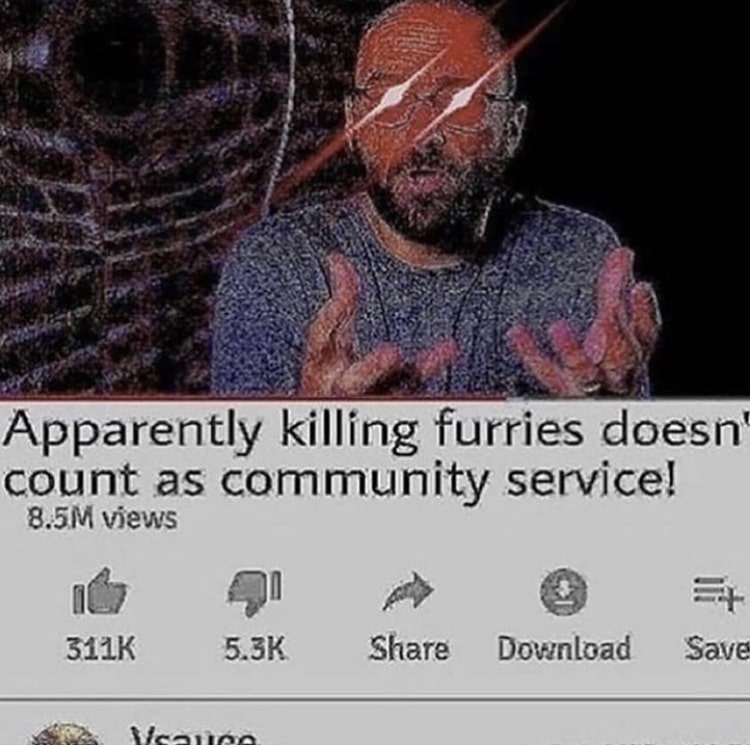 Apparently killing furries doesn'
count as community service!
8.5M views
311K
5.3K
Share
Download
Save
Vsauce